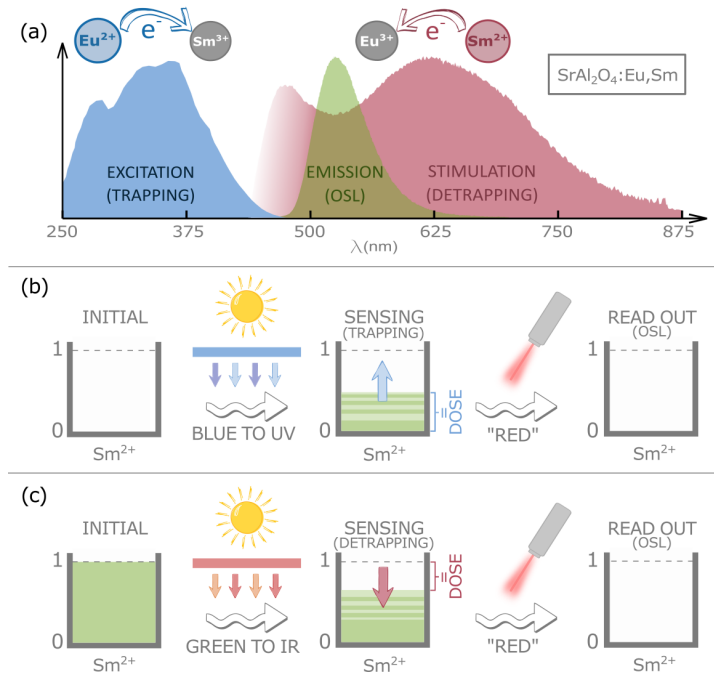 (a)
Eu²⁺ e⁻ Sm³⁺ Eu³⁺ e⁻ Sm²⁺
SrAl₂O₄:Eu,Sm
EXCITATION
(TRAPPING)
EMISSION
(OSL)
STIMULATION
(DETRAPPING)
250 375 500 625 750 875
λ(nm)
(b)
INITIAL
1
0
Sm²⁺
BLUE TO UV
SENSING
(TRAPPING)
1
0
Sm²⁺
= DOSE
"RED"
READ OUT
(OSL)
1
0
Sm²⁺
(c)
INITIAL
1
0
Sm²⁺
GREEN TO IR
SENSING
(DETRAPPING)
1
0
Sm²⁺
= DOSE
"RED"
READ OUT
(OSL)
1
0
Sm²⁺